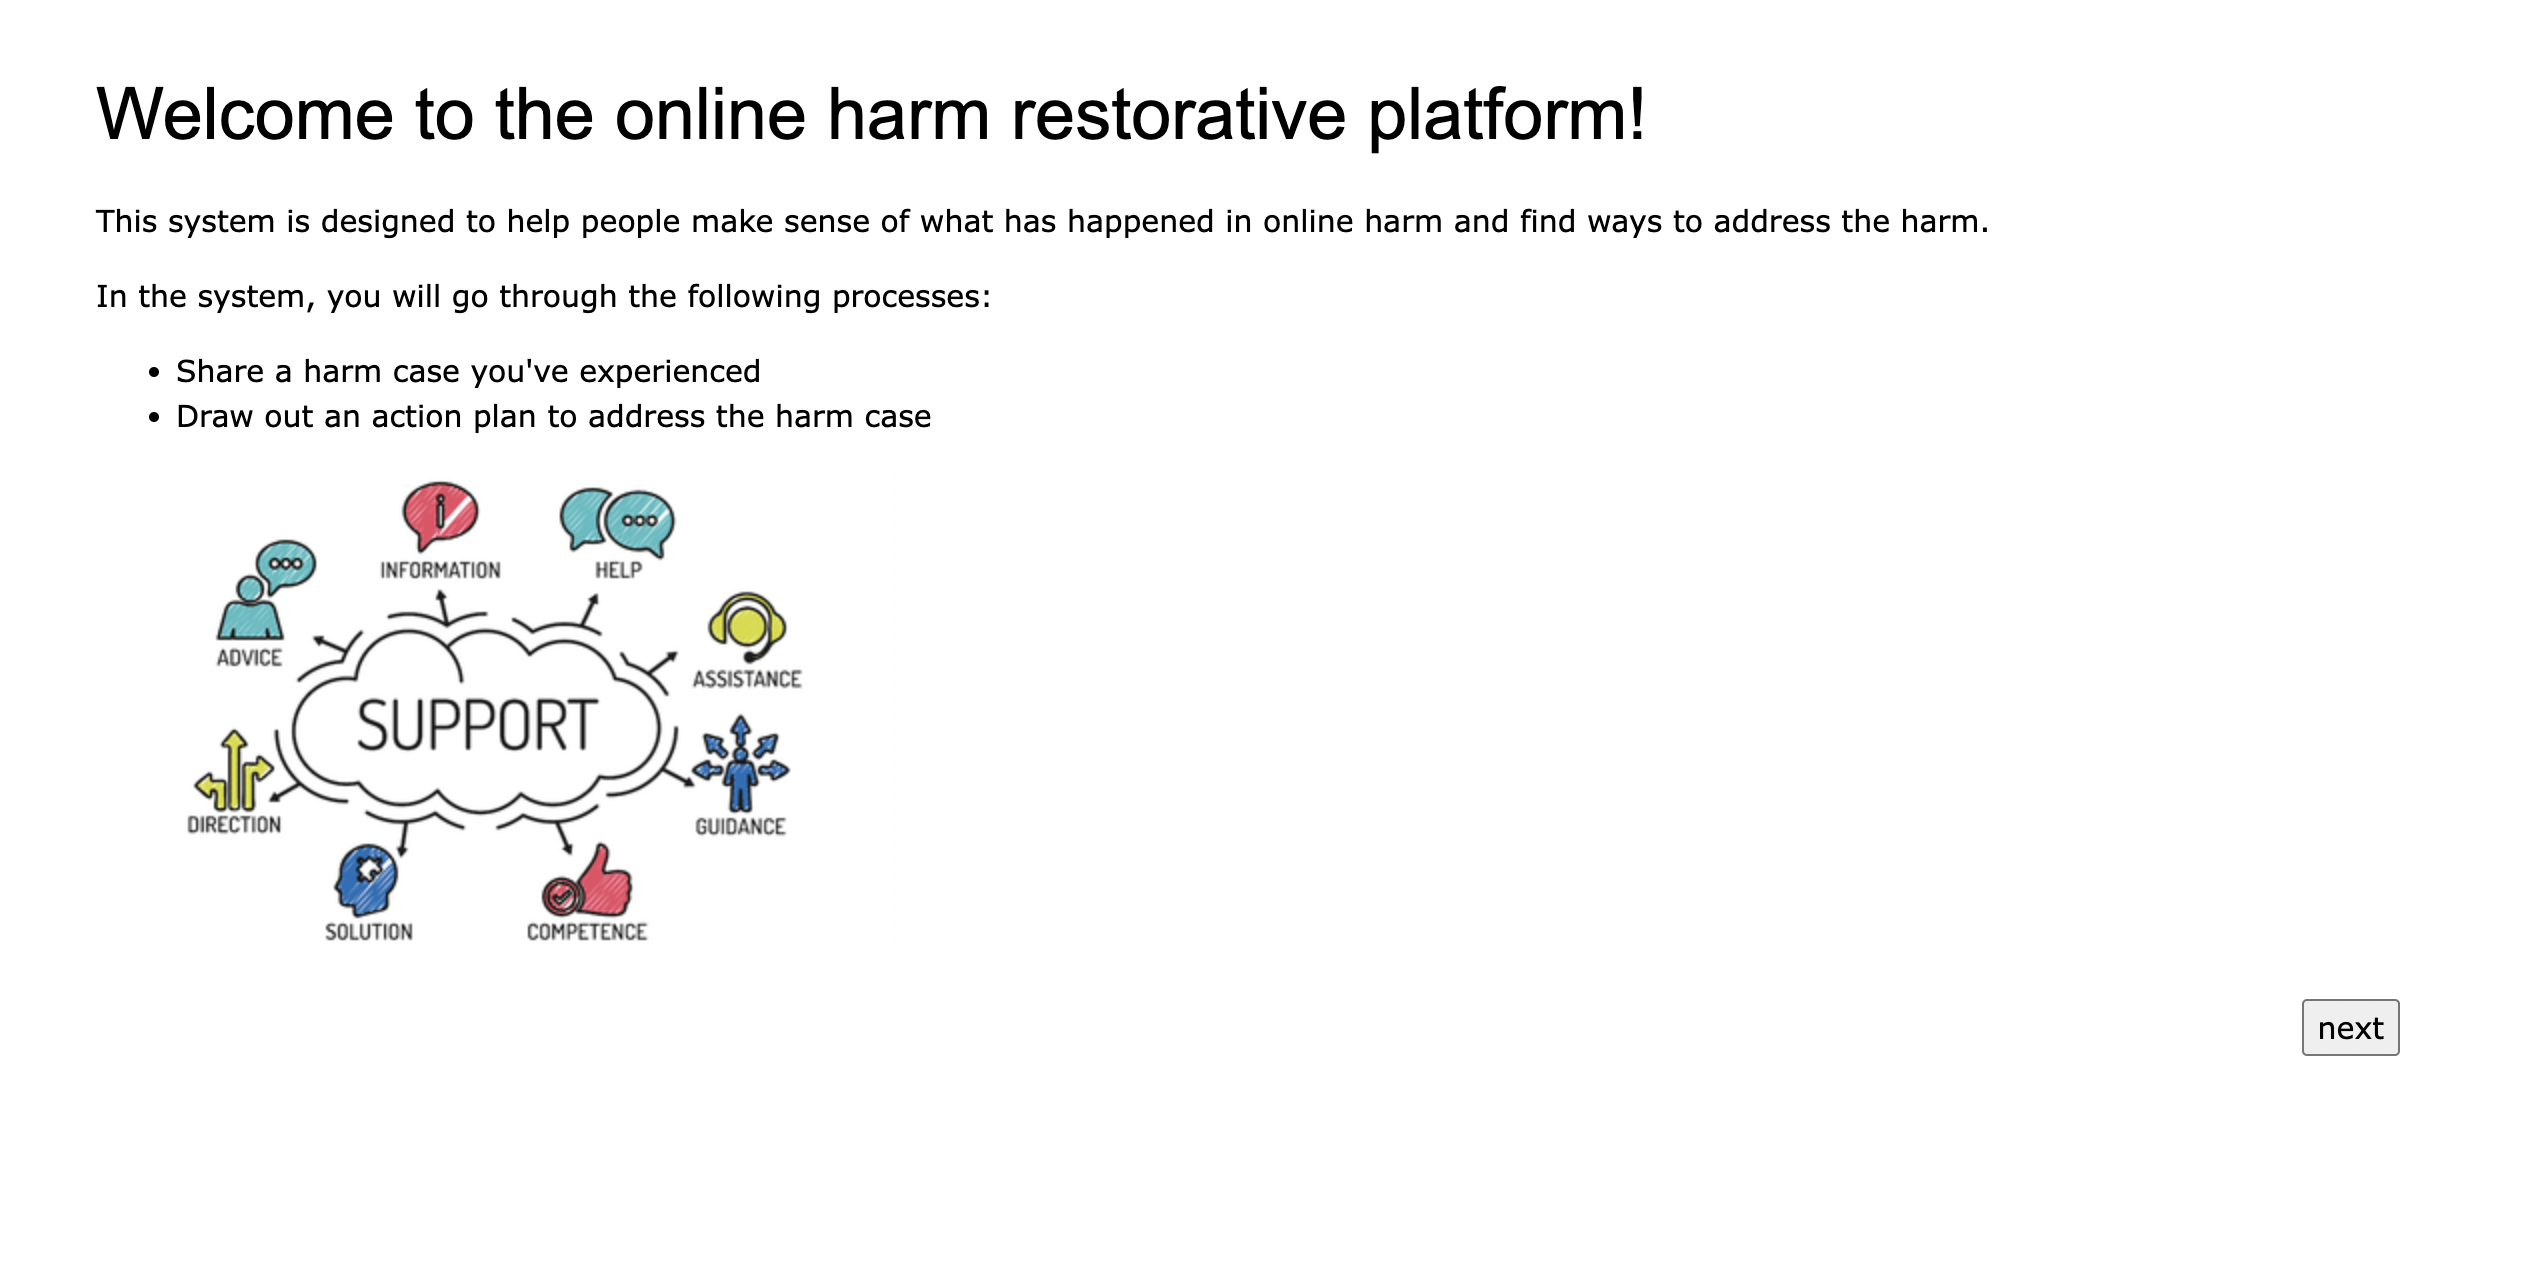 Welcome to the online harm restorative platform!
This system is designed to help people make sense of what has happened in online harm and find ways to address the harm.
In the system, you will go through the following processes:
• Share a harm case you've experienced
• Draw out an action plan to address the harm case
INFORMATION
HELP
ADVICE
ASSISTANCE
SUPPORT
DIRECTION
GUIDANCE
SOLUTION
COMPETENCE
next